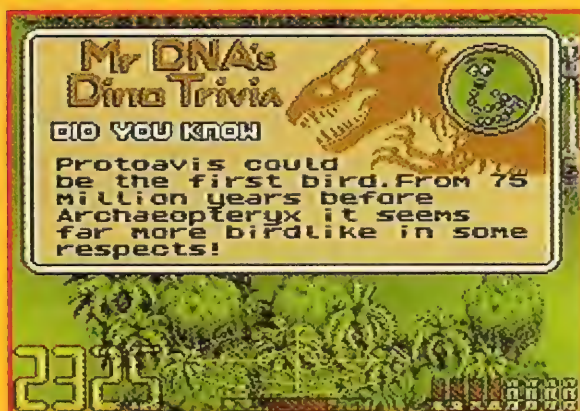 Mr DNA's
Dino Trivia
DID YOU KNOW
Protoavis could
be the first bird.From 75
million years before
Archaeopteryx it seems
far more birdlike in some
respects!
2325